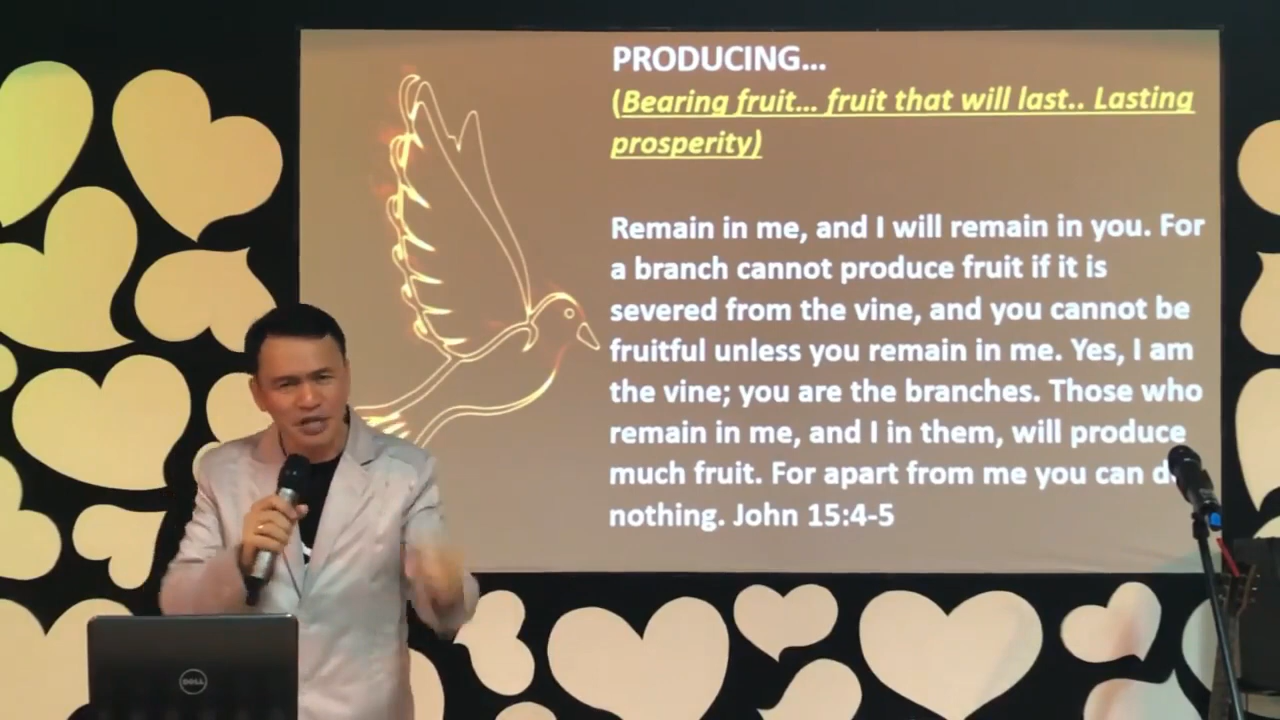 PRODUCING...
(Bearing fruit... fruit that will last.. Lasting
prosperity)
Remain in me, and I will remain in you. For
a branch cannot produce fruit if it is
severed from the vine, and you cannot be
fruitful unless you remain in me. Yes, I am
the vine; you are the branches. Those who
remain in me, and I in them, will produce
much fruit. For apart from me you can
nothing. John 15:4-5
DELL